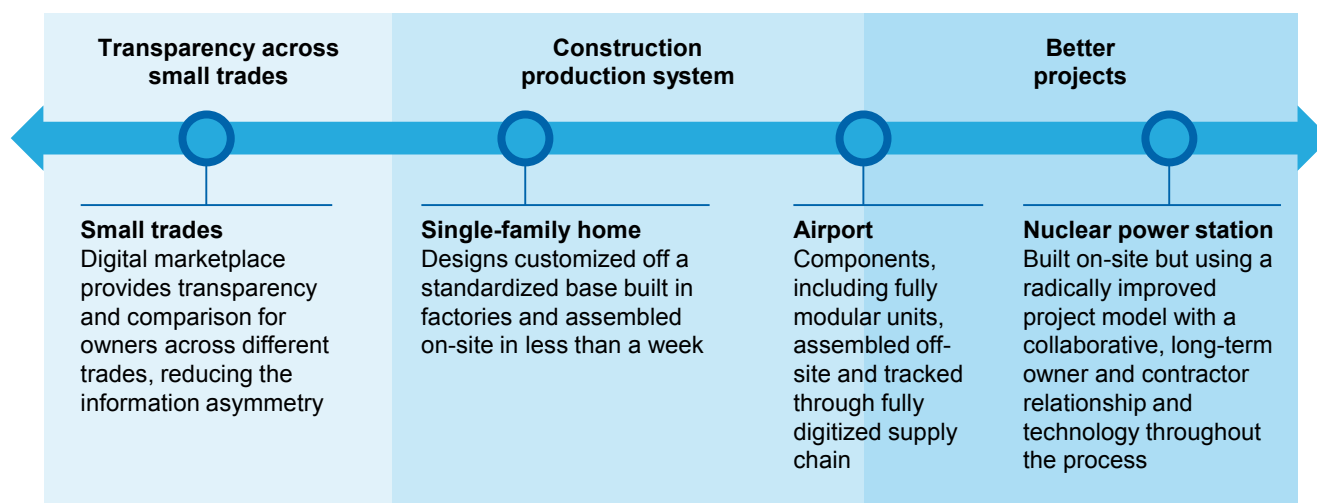 Transparency across
small trades
Construction
production system
Better
projects
Small trades
Digital marketplace
provides transparency
and comparison for
owners across different
trades, reducing the
information asymmetry
Single-family home
Designs customized off a
standardized base built in
factories and assembled
on-site in less than a week
Airport
Components,
including fully
modular units,
assembled off-
site and tracked
through fully
digitized supply
chain
Nuclear power station
Built on-site but using a
radically improved
project model with a
collaborative, long-term
owner and contractor
relationship and
technology throughout
the process